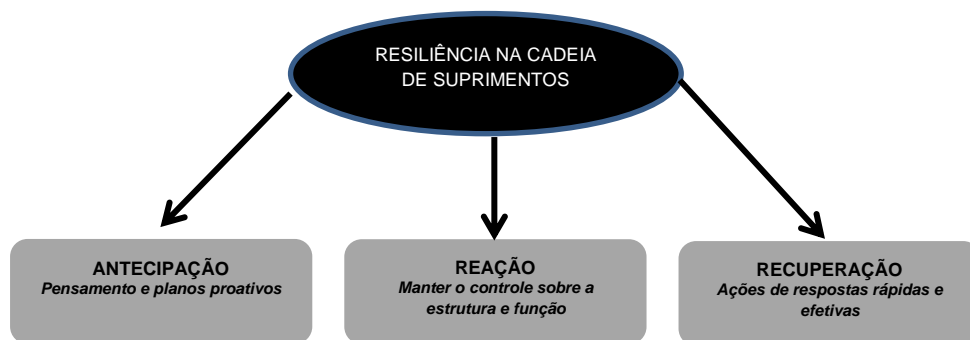 RESILIÊNCIA NA CADEIA
DE SUPRIMENTOS
ANTECIPAÇÃO
Pensamento e planos proativos
REAÇÃO
Manter o controle sobre a
estrutura e função
RECUPERAÇÃO
Ações de respostas rápidas e
efetivas